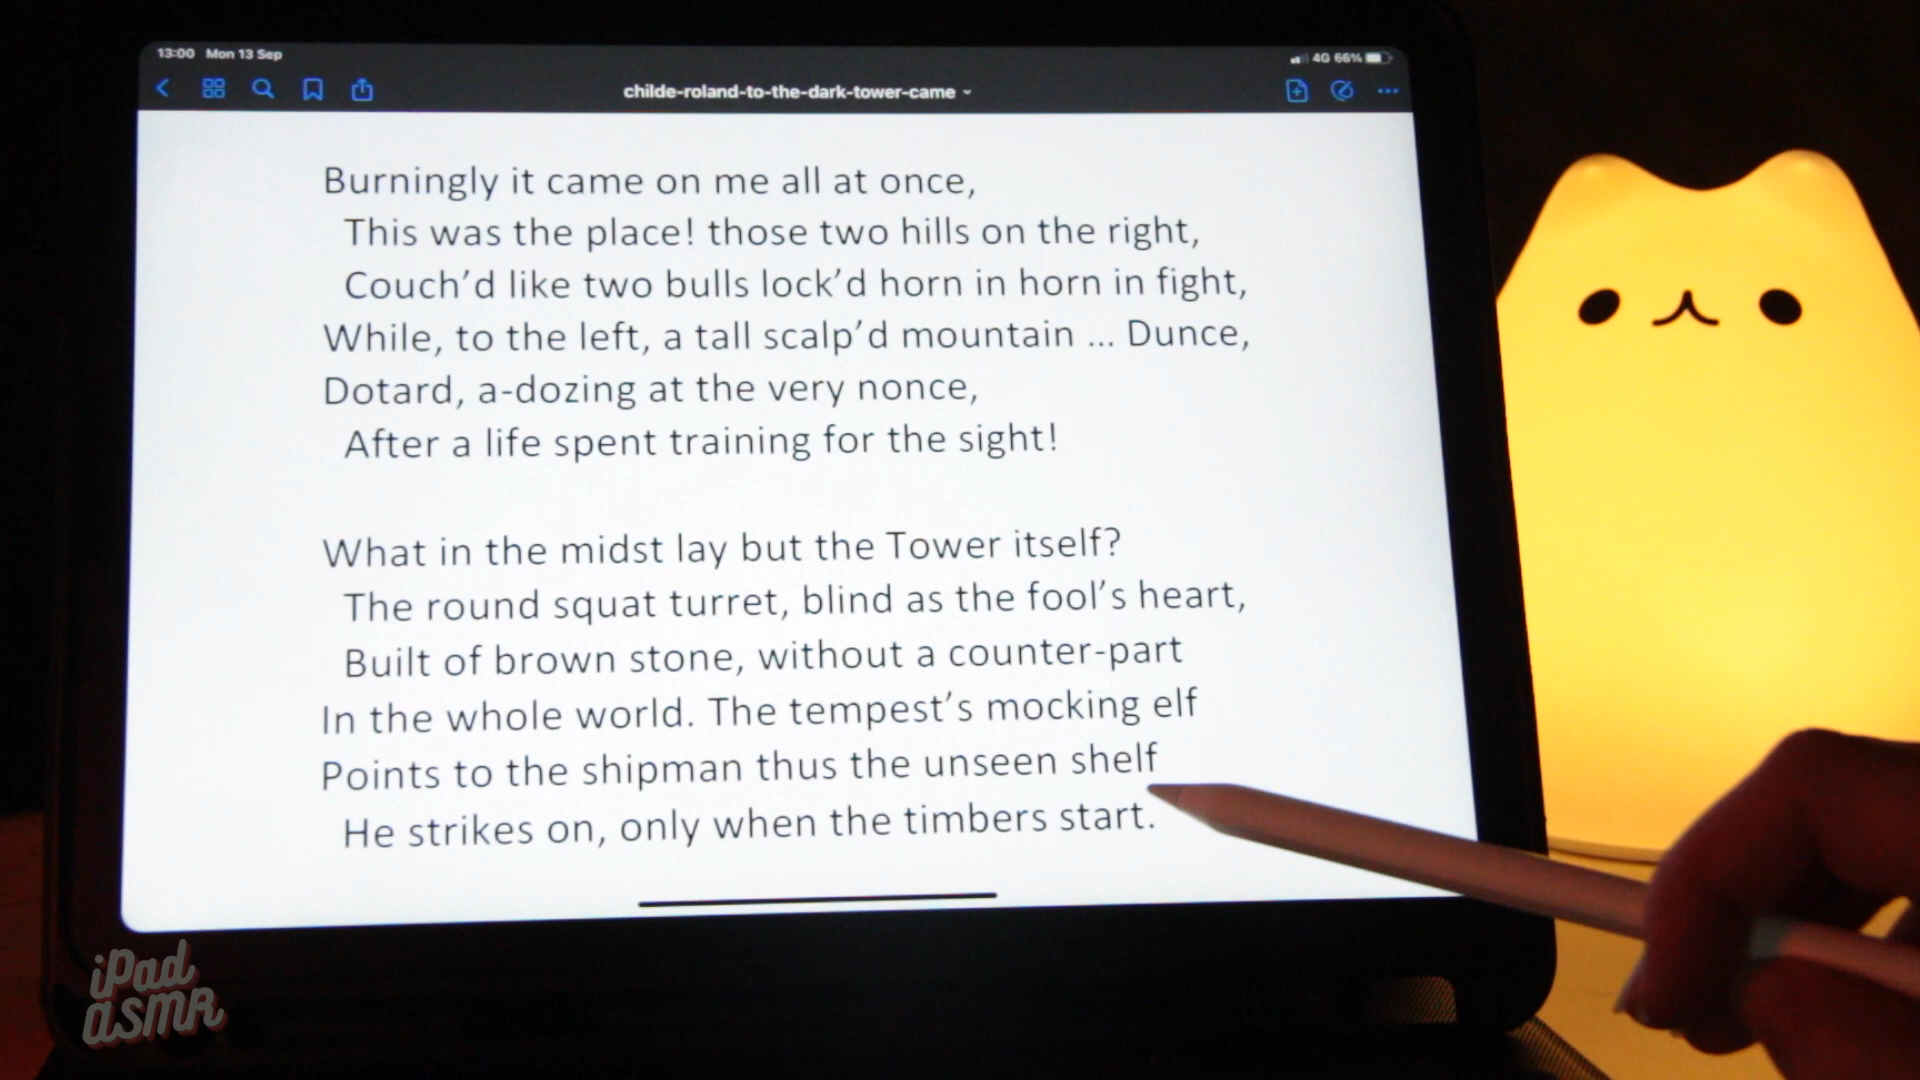 13:00 Mon 13 Sep
4G 66%
childe-roland-to-the-dark-tower-came
Burningly it came on me all at once,
This was the place! those two hills on the right,
Couch’d like two bulls lock’d horn in horn in fight,
While, to the left, a tall scalp’d mountain ... Dunce,
Dotard, a-dozing at the very nonce,
After a life spent training for the sight!
What in the midst lay but the Tower itself?
The round squat turret, blind as the fool’s heart,
Built of brown stone, without a counter-part
In the whole world. The tempest’s mocking elf
Points to the shipman thus the unseen shelf
He strikes on, only when the timbers start.
iPad
asmr